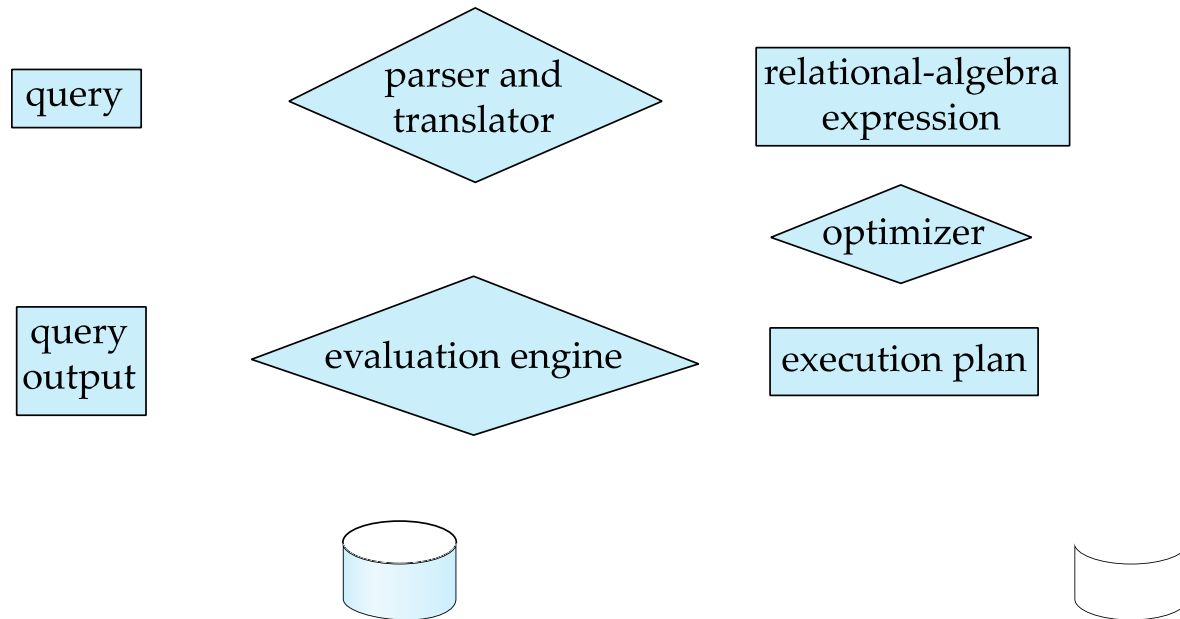 query
parser and
translator
relational-algebra
expression
optimizer
query
output
evaluation engine
execution plan